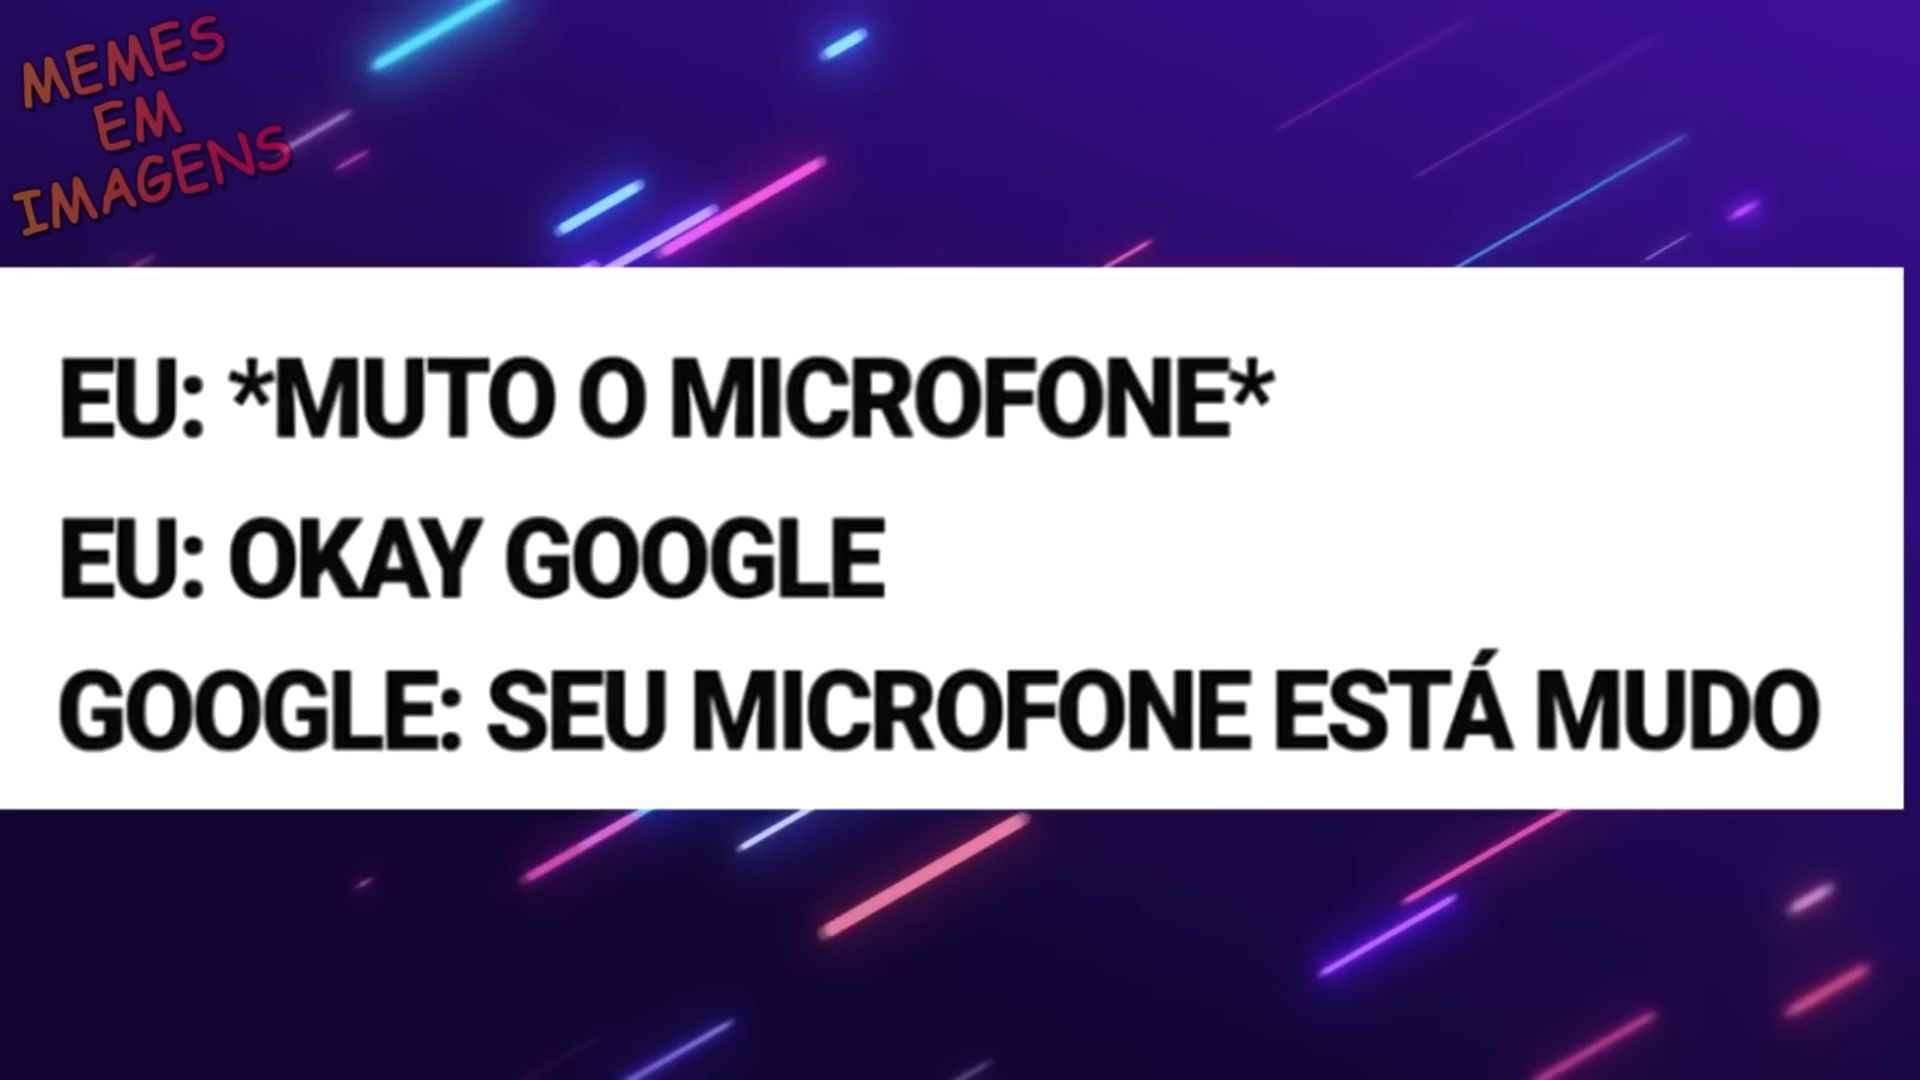 MEMES
EM
IMAGENS
EU: *MUTO O MICROFONE*
EU: OKAY GOOGLE
GOOGLE: SEU MICROFONE ESTÁ MUDO